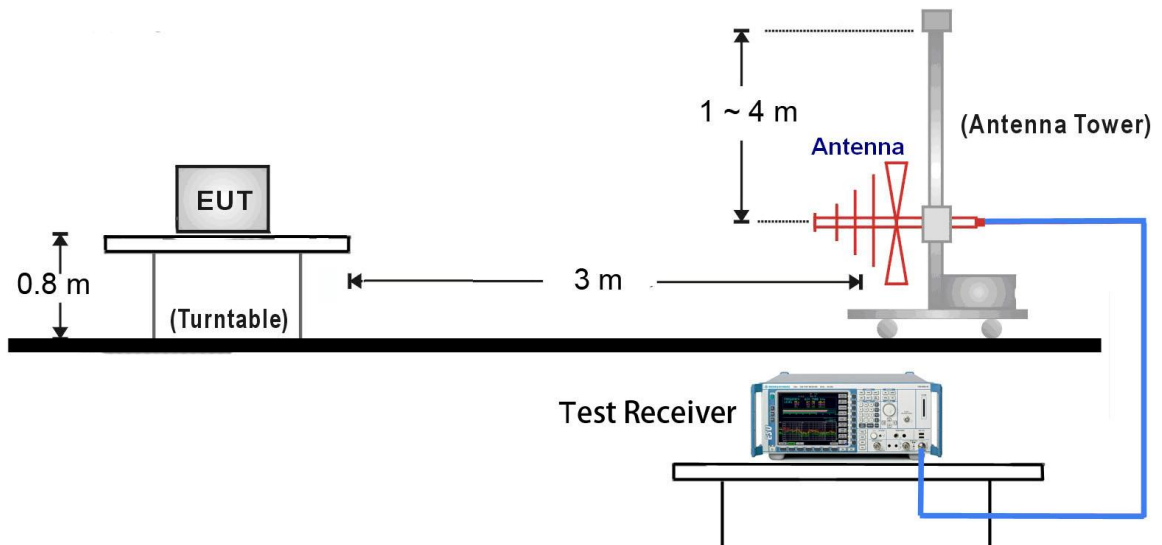 1 ~ 4 m
(Antenna Tower)
Antenna
EUT
0.8 m
3 m
(Turntable)
Test Receiver